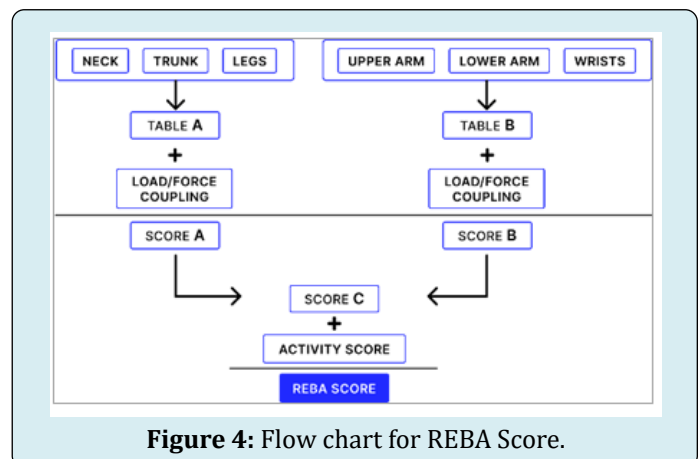 NECK TRUNK LEGS UPPER ARM LOWER ARM WRISTS
TABLE A TABLE B
+ +
LOAD/FORCE COUPLING LOAD/FORCE COUPLING
SCORE A SCORE B
SCORE C
+
ACTIVITY SCORE
REBA SCORE
Figure 4: Flow chart for REBA Score.